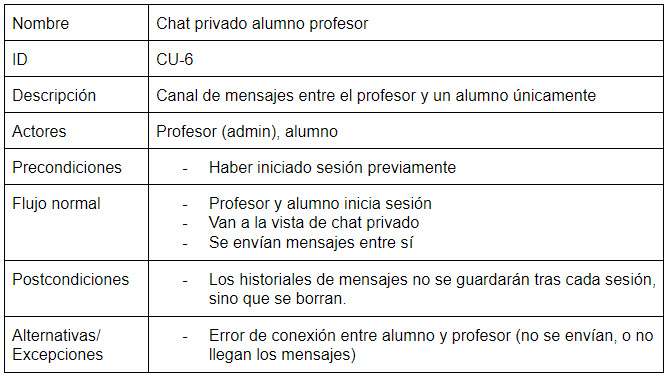 Nombre Chat privado alumno profesor
ID CU-6
Descripción Canal de mensajes entre el profesor y un alumno únicamente
Actores Profesor (admin), alumno
Precondiciones - Haber iniciado sesión previamente
Flujo normal - Profesor y alumno inicia sesión
- Van a la vista de chat privado
- Se envían mensajes entre sí
Postcondiciones - Los historiales de mensajes no se guardarán tras cada sesión,
sino que se borran.
Alternativas/ - Error de conexión entre alumno y profesor (no se envían, o no
Excepciones llegan los mensajes)